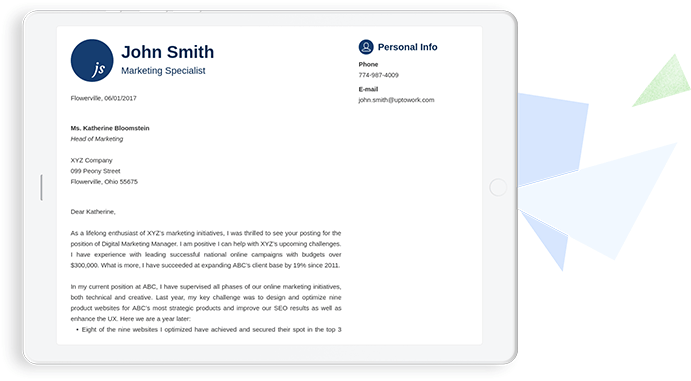 js
John Smith
Marketing Specialist
Personal Info
Phone
774-987-4009
E-mail
john.smith@uptowork.com
Flowerville, 06/01/2017
Ms. Katherine Bloomstein
Head of Marketing
XYZ Company
099 Peony Street
Flowerville, Ohio 55675
Dear Katherine,
As a lifelong enthusiast of XYZ's marketing initiatives, I was thrilled to see your posting for the
position of Digital Marketing Manager. I am positive I can help with XYZ's upcoming challenges.
I have experience with leading successful national online campaigns with budgets over
$300,000. What is more, I have succeeded at expanding ABC's client base by 19% since 2011.
In my current position at ABC, I have supervised all phases of our online marketing initiatives,
both technical and creative. Last year, my key challenge was to design and optimize nine
product websites for ABC's most strategic products and improve our SEO results as well as
enhance the UX. Here we are a year later:
• Eight of the nine websites I optimized have achieved and secured their spot in the top 3